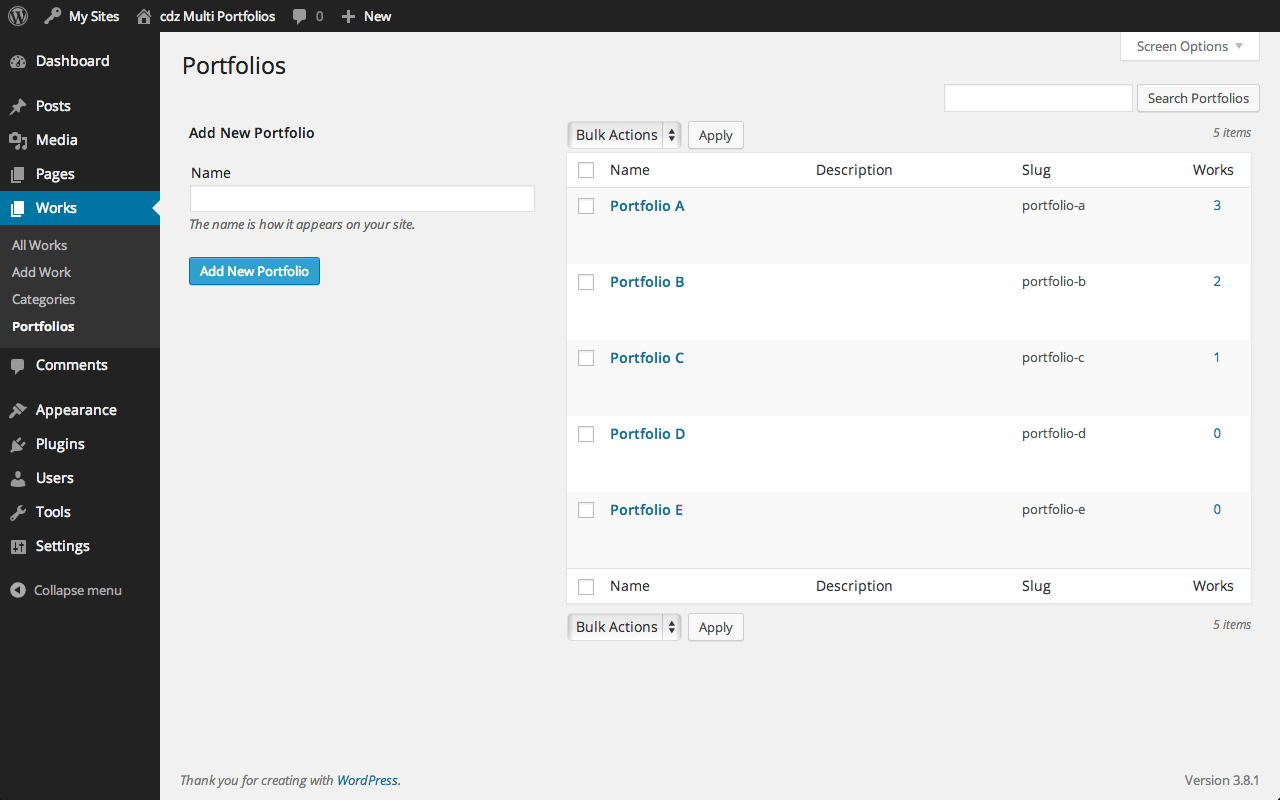 My Sites cdz Multi Portfolios 0 New
Dashboard
Posts
Media
Pages
Works
All Works
Add Work
Categories
Portfolios
Comments
Appearance
Plugins
Users
Tools
Settings
Collapse menu
Screen Options
Portfolios
Search Portfolios
Add New Portfolio
Name
The name is how it appears on your site.
Add New Portfolio
Bulk Actions Apply 5 items
Name Description Slug Works
Portfolio A portfolio-a 3
Portfolio B portfolio-b 2
Portfolio C portfolio-c 1
Portfolio D portfolio-d 0
Portfolio E portfolio-e 0
Name Description Slug Works
Bulk Actions Apply 5 items
Thank you for creating with WordPress. Version 3.8.1